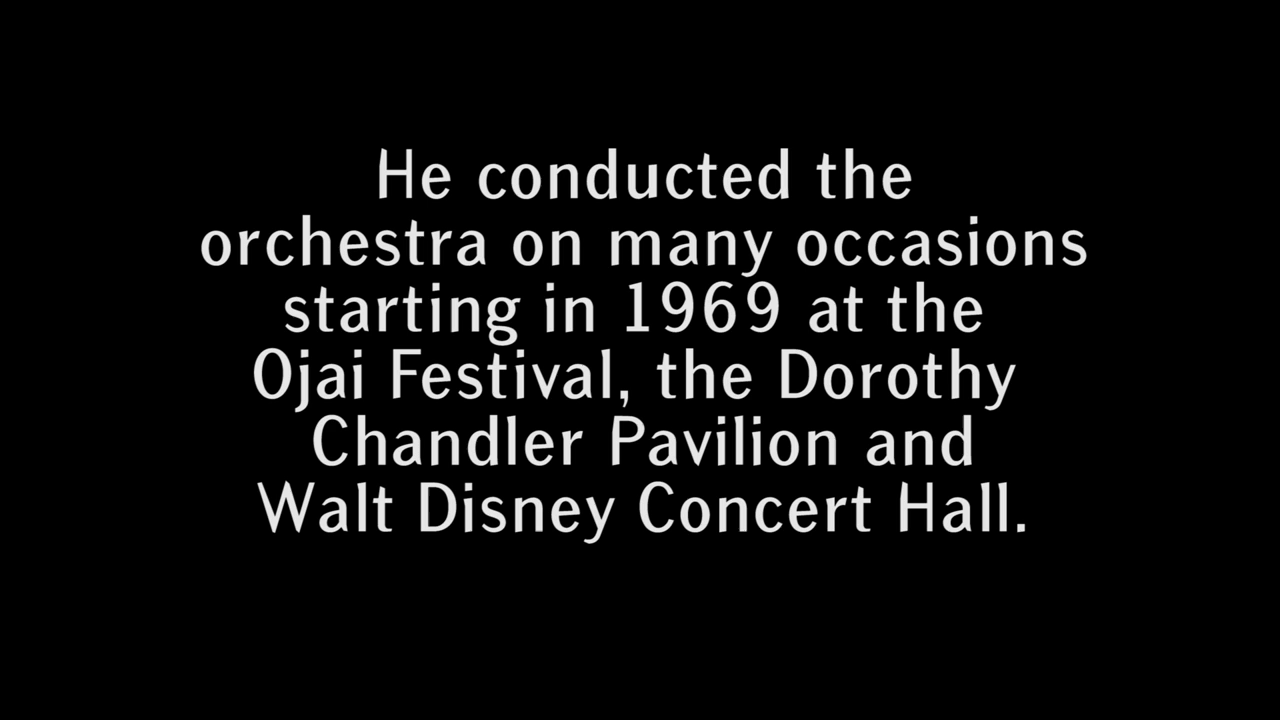 He conducted the
orchestra on many occasions
starting in 1969 at the
Ojai Festival, the Dorothy
Chandler Pavilion and
Walt Disney Concert Hall.